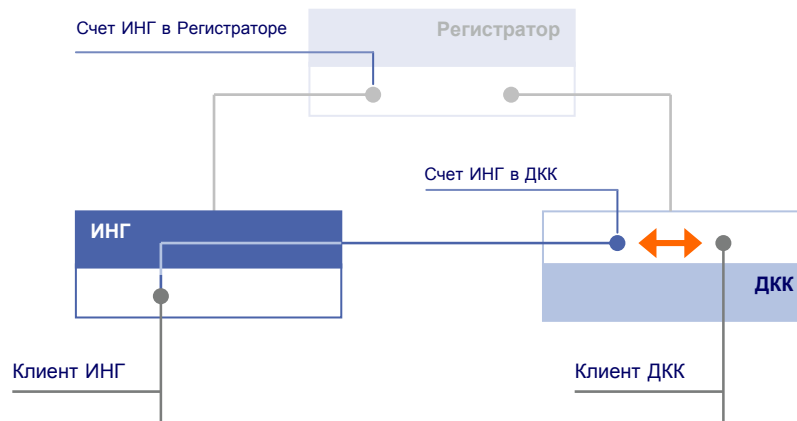 Счет ИНГ в Регистраторе
Регистратор
Счет ИНГ в ДКК
ИНГ
ДКК
Клиент ИНГ
Клиент ДКК